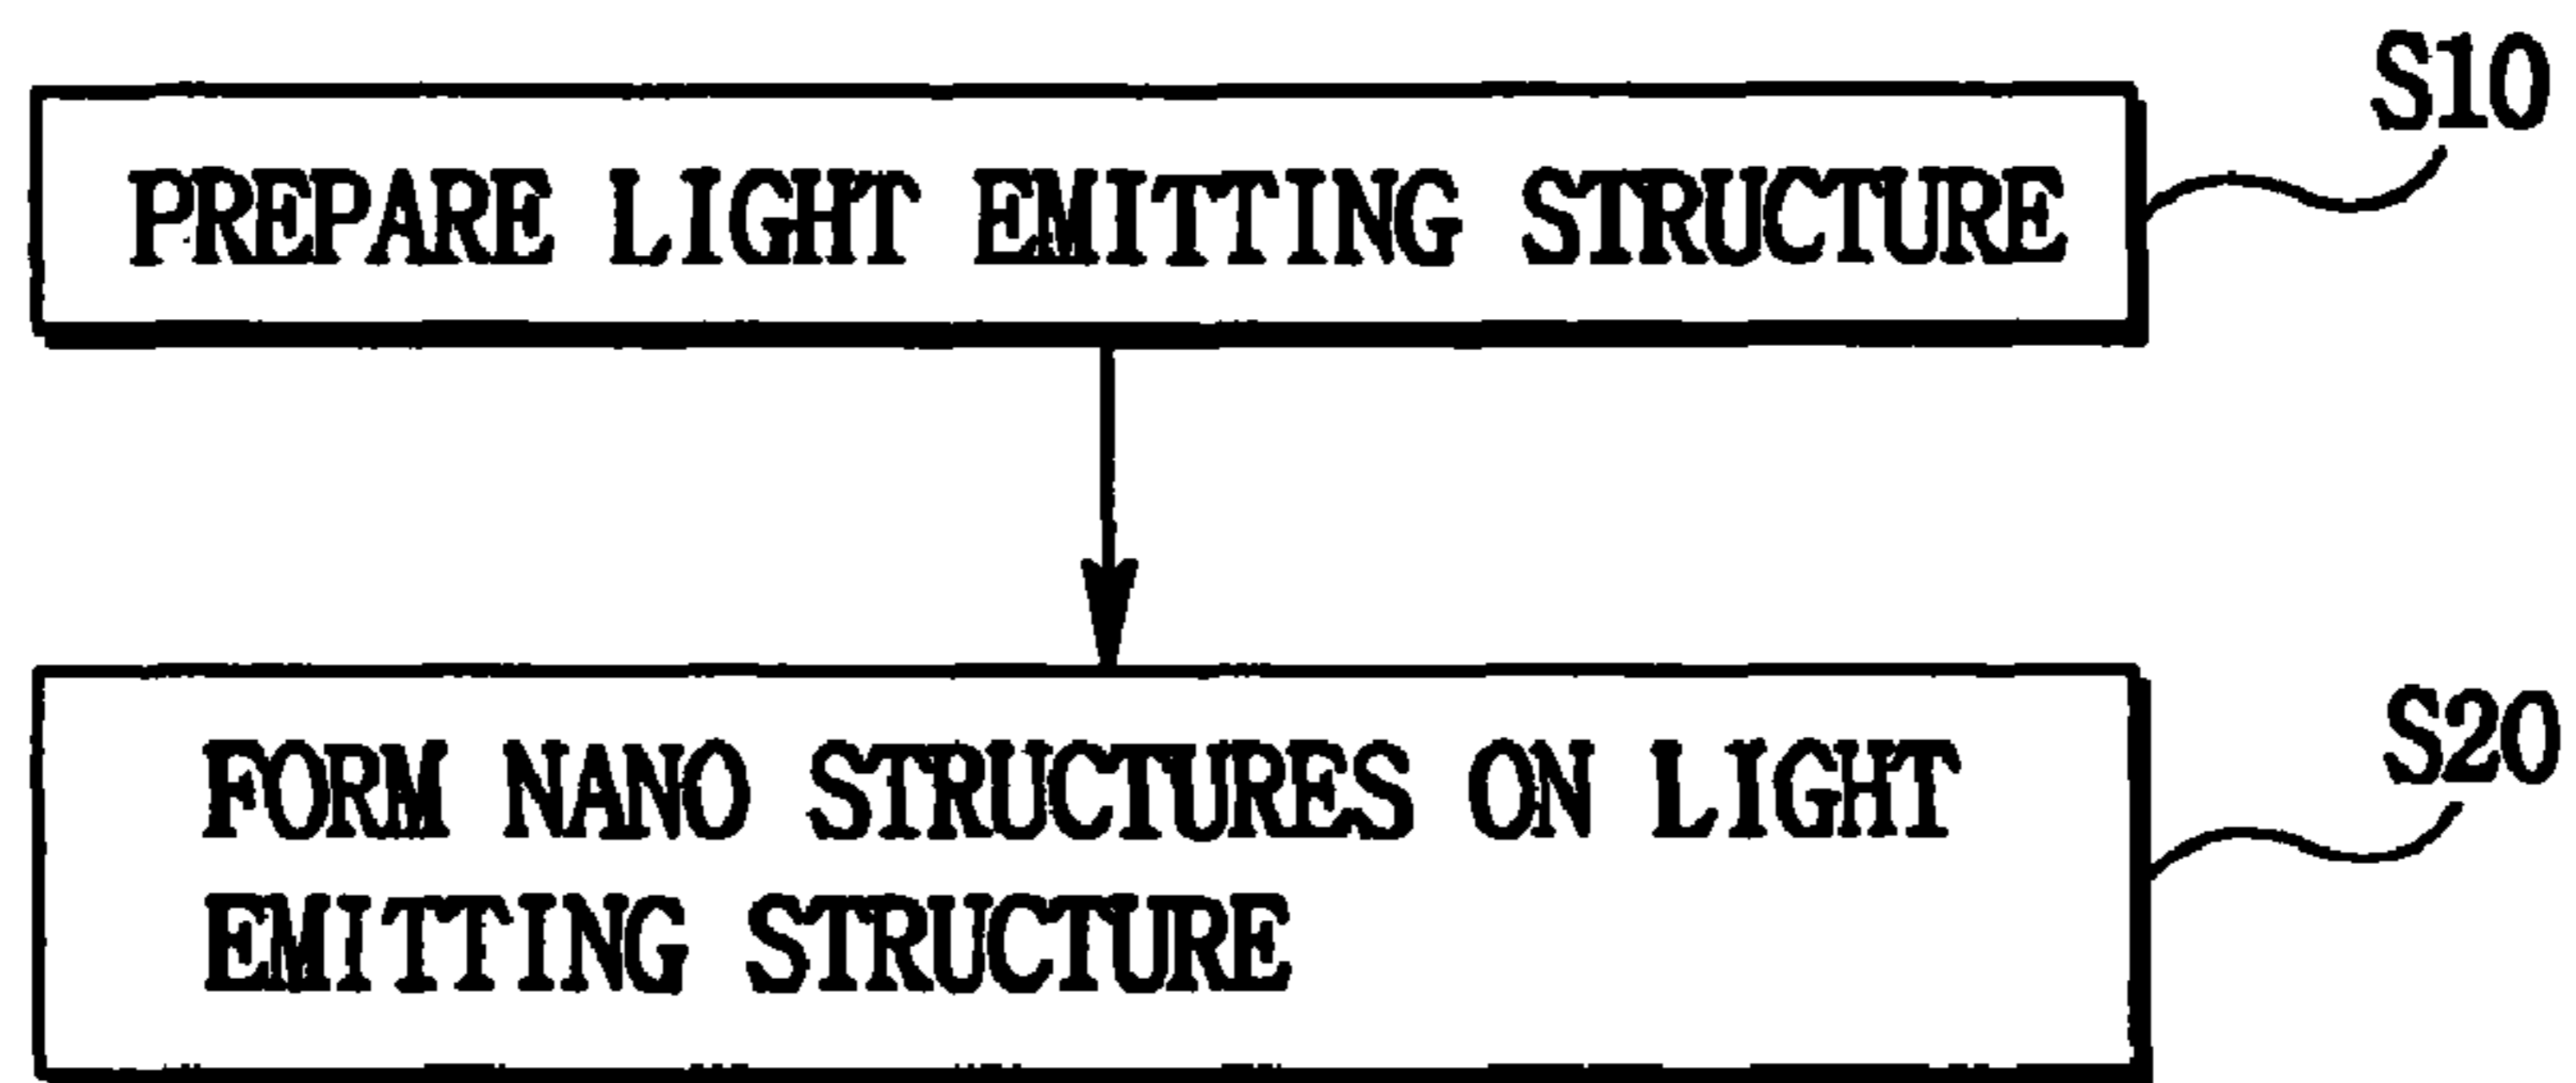 S10
PREPARE LIGHT EMITTING STRUCTURE
S20
FORM NANO STRUCTURES ON LIGHT
EMITTING STRUCTURE